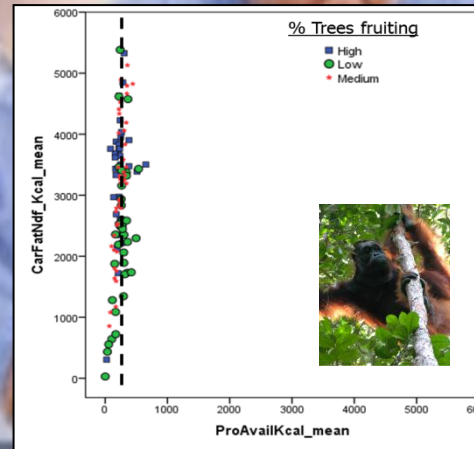 % Trees fruiting
High
Low
Medium
CarFatNdf_Kcal_mean
6000
5000
4000
3000
2000
1000
0
0 1000 2000 3000 4000 5000
ProAvailKcal_mean